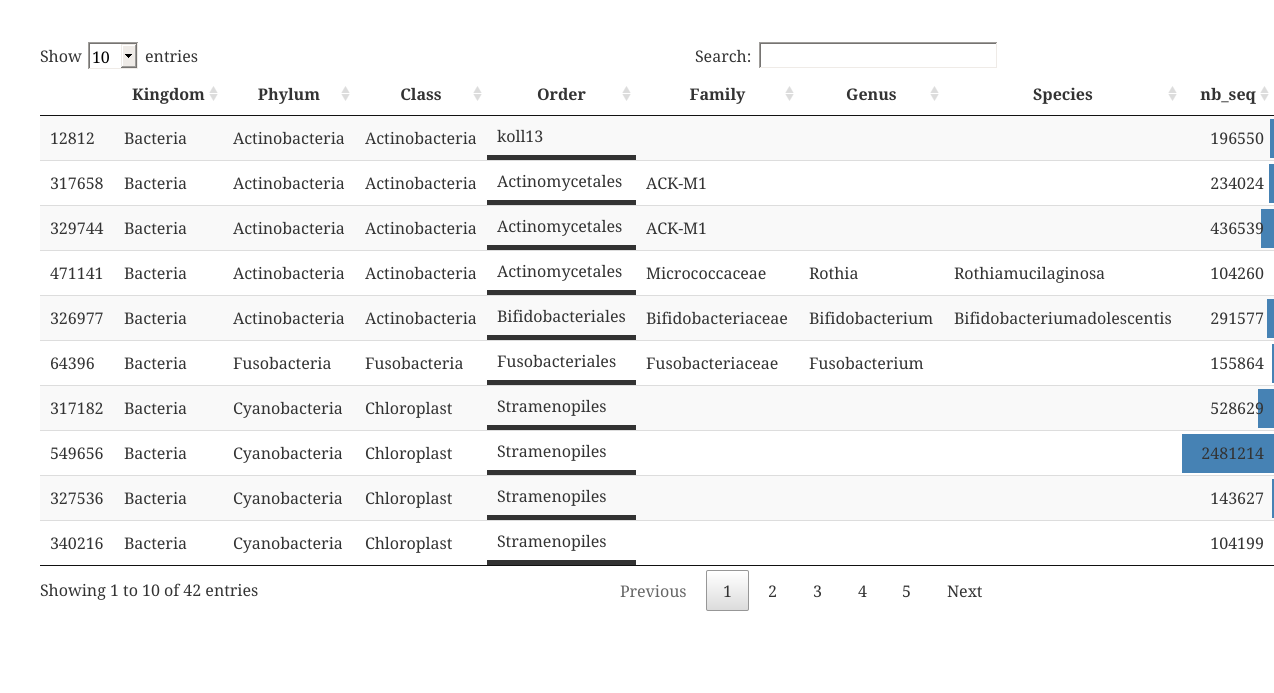 Show 10 entries Search:
Kingdom Phylum Class Order Family Genus Species nb_seq
12812 Bacteria Actinobacteria Actinobacteria koll13 196550
317658 Bacteria Actinobacteria Actinobacteria Actinomycetales ACK-M1 234024
329744 Bacteria Actinobacteria Actinobacteria Actinomycetales ACK-M1 436539
471141 Bacteria Actinobacteria Actinobacteria Actinomycetales Micrococcaceae Rothia Rothiamucilaginosa 104260
326977 Bacteria Actinobacteria Actinobacteria Bifidobacteriales Bifidobacteriaceae Bifidobacterium Bifidobacteriumadolescentis 291577
64396 Bacteria Fusobacteria Fusobacteria Fusobacteriales Fusobacteriaceae Fusobacterium 155864
317182 Bacteria Cyanobacteria Chloroplast Stramenopiles 528629
549656 Bacteria Cyanobacteria Chloroplast Stramenopiles 2481214
327536 Bacteria Cyanobacteria Chloroplast Stramenopiles 143627
340216 Bacteria Cyanobacteria Chloroplast Stramenopiles 104199
Showing 1 to 10 of 42 entries Previous 1 2 3 4 5 Next